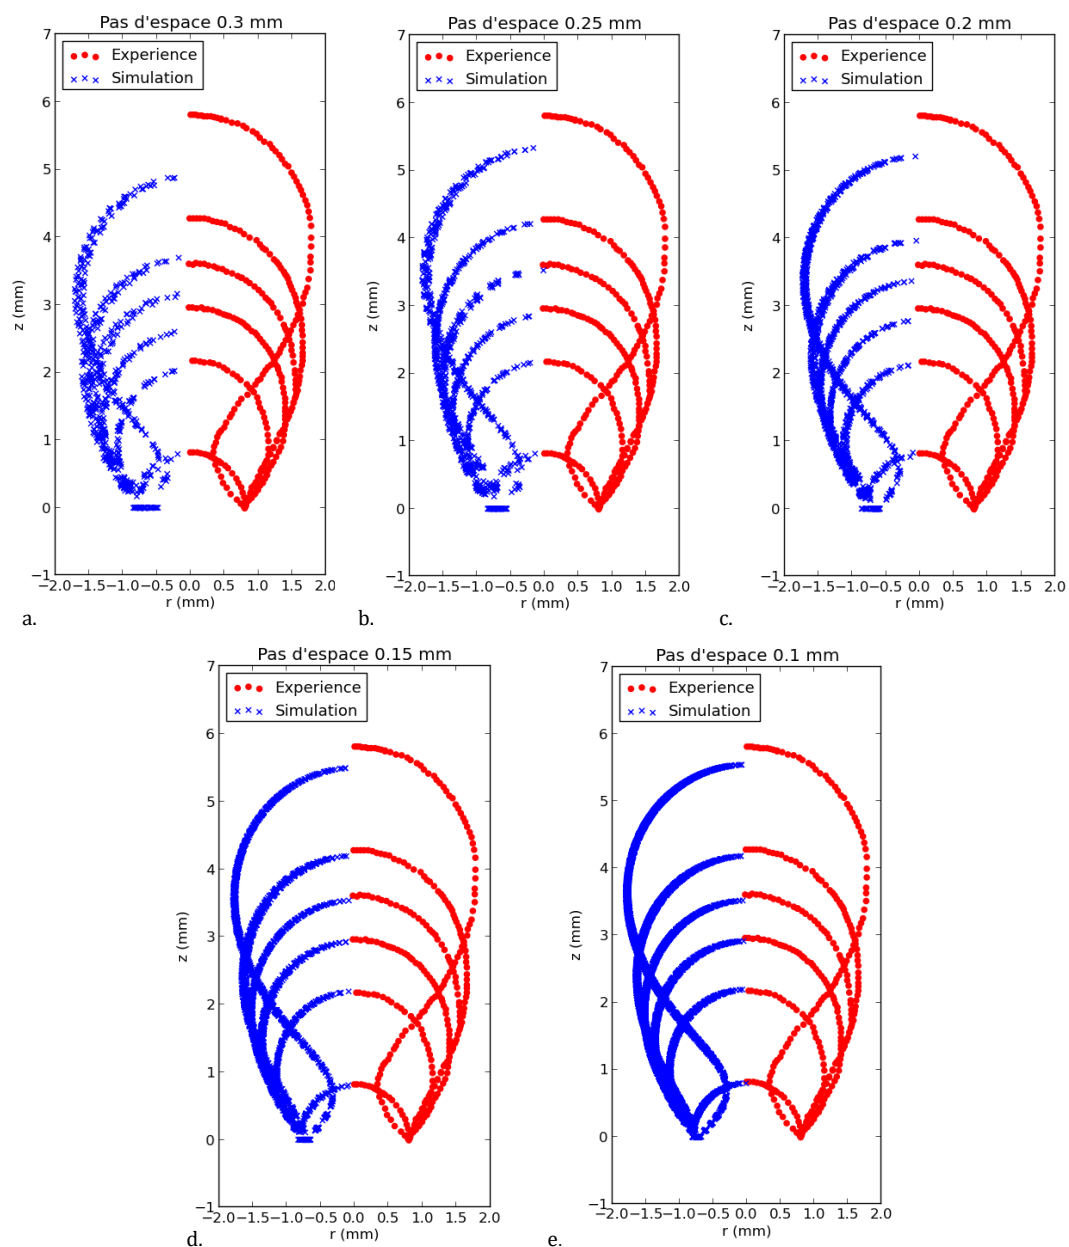 Pas d'espace 0.3 mm
Experience
Simulation
7
6
5
4
3
2
1
0
−1
z (mm)
−2.0 −1.5 −1.0 −0.5 0.0 0.5 1.0 1.5 2.0
r (mm)
a.
Pas d'espace 0.25 mm
Experience
Simulation
7
6
5
4
3
2
1
0
−1
z (mm)
−2.0 −1.5 −1.0 −0.5 0.0 0.5 1.0 1.5 2.0
r (mm)
b.
Pas d'espace 0.2 mm
Experience
Simulation
7
6
5
4
3
2
1
0
−1
z (mm)
−2.0 −1.5 −1.0 −0.5 0.0 0.5 1.0 1.5 2.0
r (mm)
c.
Pas d'espace 0.15 mm
Experience
Simulation
7
6
5
4
3
2
1
0
−1
z (mm)
−2.0 −1.5 −1.0 −0.5 0.0 0.5 1.0 1.5 2.0
r (mm)
d.
Pas d'espace 0.1 mm
Experience
Simulation
7
6
5
4
3
2
1
0
−1
z (mm)
−2.0 −1.5 −1.0 −0.5 0.0 0.5 1.0 1.5 2.0
r (mm)
e.